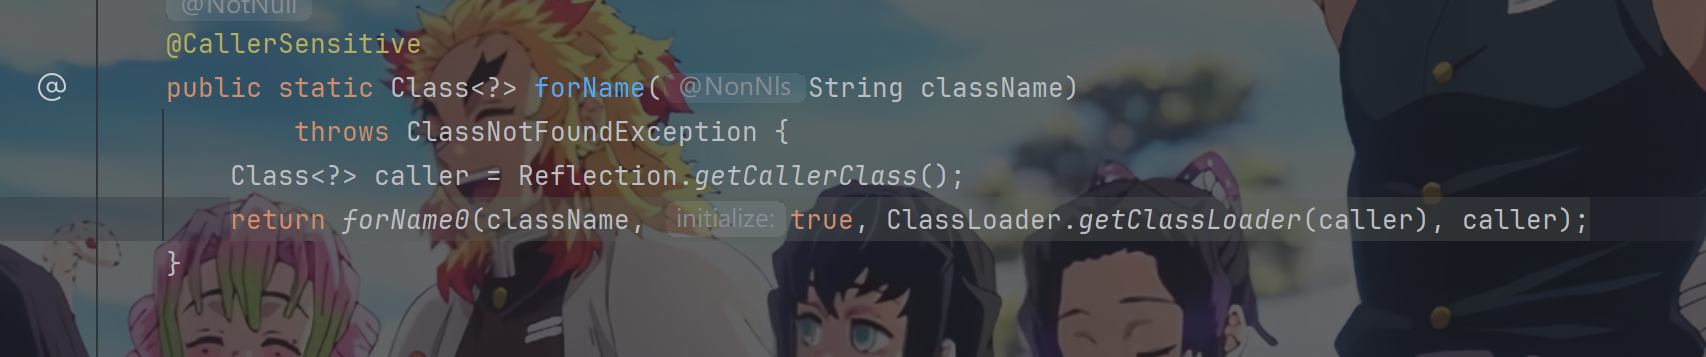 @NotNull
@CallerSensitive
@ public static Class<?> forName( @NonNls String className)
throws ClassNotFoundException {
Class<?> caller = Reflection.getCallerClass();
return forName0(className, initialize: true, ClassLoader.getClassLoader(caller), caller);
}